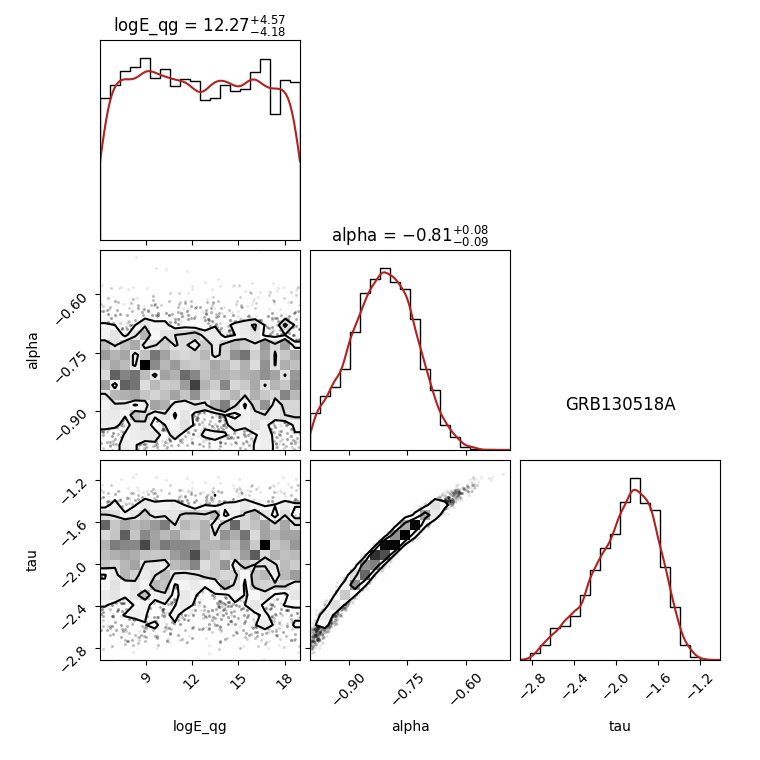 logE_qg = 12.27+4.57−4.18
alpha = −0.81+0.08−0.09
alpha
−0.60
−0.75
−0.90
GRB130518A
tau
−1.2
−1.6
−2.0
−2.4
−2.8
9 12 15 18
−0.90 −0.75 −0.60
−2.8 −2.4 −2.0 −1.6 −1.2
logE_qg alpha tau